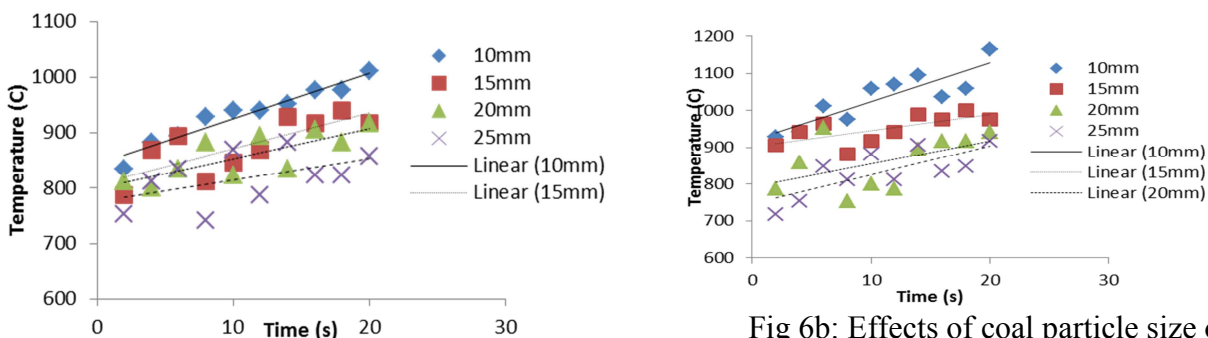 1100
1000
900
800
700
600
Temperature (C)
0
10
20
30
Time (s)
10mm
15mm
20mm
25mm
Linear (10mm)
Linear (15mm)
1200
1100
1000
900
800
700
600
Temperature (C)
0
10
20
30
Time (s)
10mm
15mm
20mm
25mm
Linear (10mm)
Linear (15mm)
Linear (20mm)
Fig 6b: Effects of coal particle size